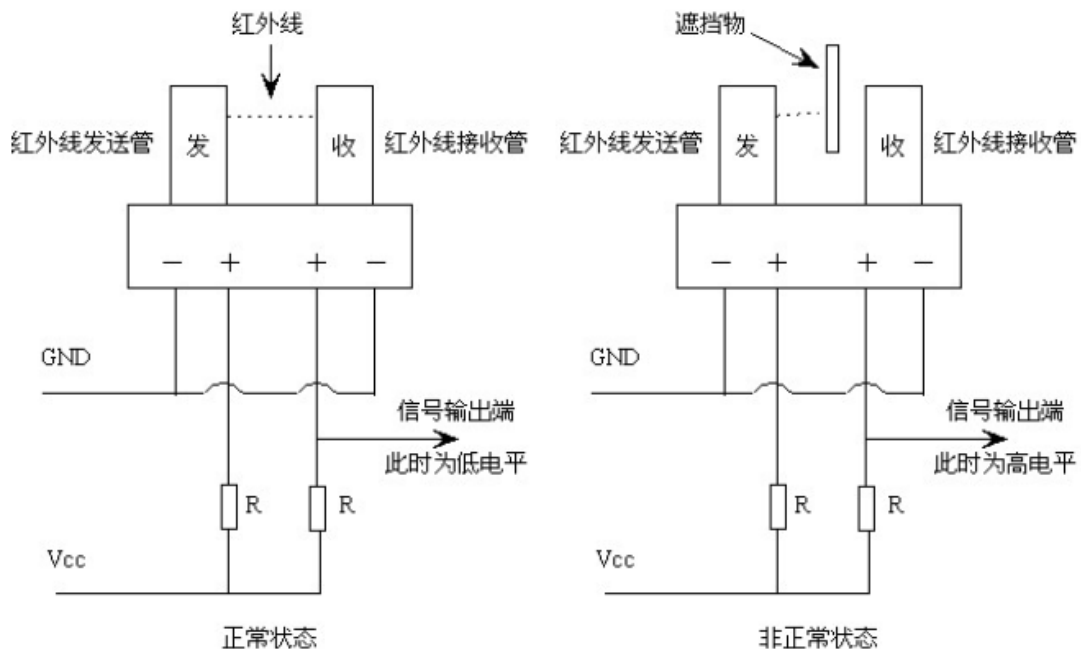 红外线
红外线发送管
发
收
红外线接收管
− + + −
GND
信号输出端
此时为低电平
R
R
Vcc
正常状态
遮挡物
红外线发送管
发
收
红外线接收管
− + + −
GND
信号输出端
此时为高电平
R
R
Vcc
非正常状态